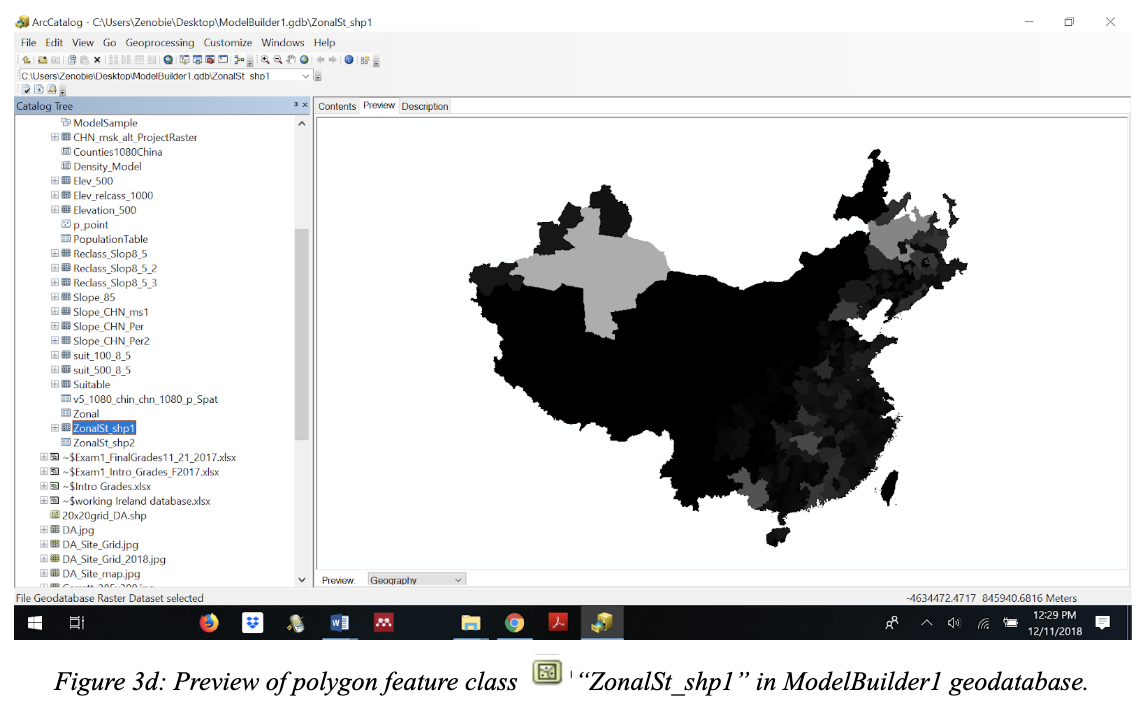 ArcCatalog - C:\Users\Zenobie\Desktop\ModelBuilder1.gdb\ZonalSt_shp1
File Edit View Go Geoprocessing Customize Windows Help
C:\Users\Zenobie\Desktop\ModelBuilder1.gdb\ZonalSt_shp1
Catalog Tree
Contents Preview Description
ModelSample
CHN_msk_alt_ProjectRaster
Counties1080China
Density_Model
Elev_500
Elev_relcass_1000
Elevation_500
p_point
PopulationTable
Reclass_Slop8_5
Reclass_Slop8_5_2
Reclass_Slop8_5_3
Slope_85
Slope_CHN_ms1
Slope_CHN_Per
Slope_CHN_Per2
suit_100_8_5
suit_500_8_5
Suitable
v5_1080_chin_chn_1080_p_Spat
Zonal
ZonalSt_shp1
ZonalSt_shp2
~$Exam1_FinalGrades11_21_2017.xlsx
~$Exam1_Intro_Grades_F2017.xlsx
~$Intro Grades.xlsx
~$working Ireland database.xlsx
20x20grid_DA.shp
DA.jpg
DA_Site_Grid.jpg
DA_Site_Grid_2018.jpg
DA_Site_map.jpg
Preview: Geography
File Geodatabase Raster Dataset selected
-4634472.4717 845940.6816 Meters
12:29 PM
12/11/2018
Figure 3d: Preview of polygon feature class '“ZonalSt_shp1” in ModelBuilder1 geodatabase.